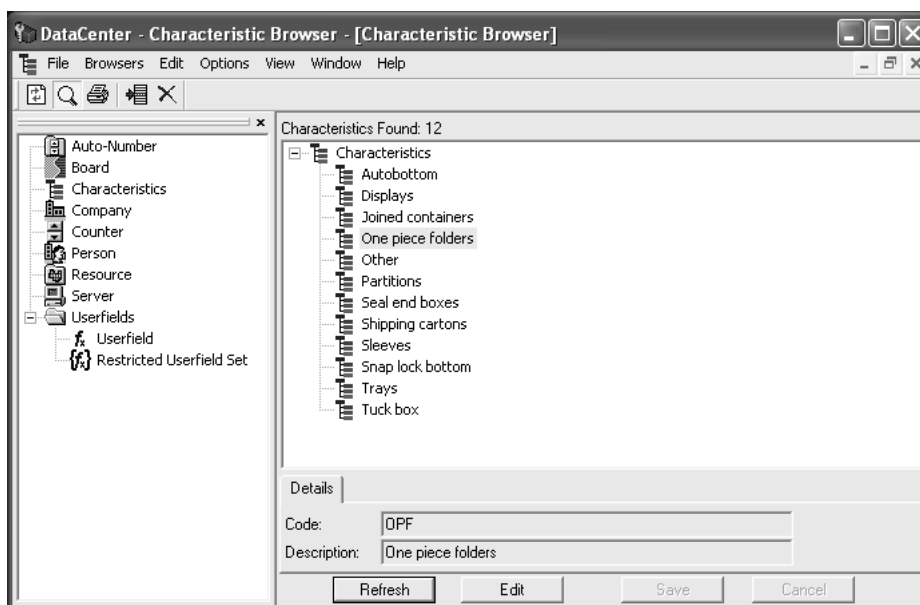 DataCenter - Characteristic Browser - [Characteristic Browser]
File Browsers Edit Options View Window Help
Auto-Number
Board
Characteristics
Company
Counter
Person
Resource
Server
Userfields
fx Userfield
{fx} Restricted Userfield Set
Characteristics Found: 12
Characteristics
Autobottom
Displays
Joined containers
One piece folders
Other
Partitions
Seal end boxes
Shipping cartons
Sleeves
Snap lock bottom
Trays
Tuck box
Details
Code: OPF
Description: One piece folders
Refresh Edit Save Cancel